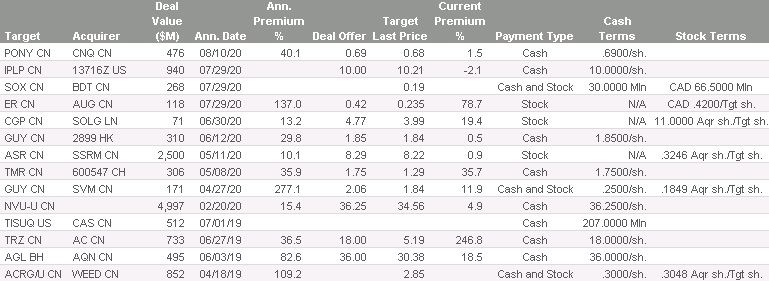 Deal Ann. Current
Value Premium Target Premium Cash
Target Acquirer ($M) Ann. Date % Deal Offer Last Price % Payment Type Terms Stock Terms
PONY CN CNQ CN 476 08/10/20 40.1 0.69 0.68 1.5 Cash .6900/sh.
IPLP CN 13716Z US 940 07/29/20 10.00 10.21 -2.1 Cash 10.0000/sh.
SOX CN BDT CN 268 07/29/20 0.19 Cash and Stock 30.0000 Mln CAD 66.5000 Mln
ER CN AUG CN 118 07/29/20 137.0 0.42 0.235 78.7 Stock N/A CAD .4200/Tgt sh.
CGP CN SOLG LN 71 06/30/20 13.2 4.77 3.99 19.4 Stock N/A 11.0000 Aqr sh./Tgt sh.
GUY CN 2899 HK 310 06/12/20 29.8 1.85 1.84 0.5 Cash 1.8500/sh.
ASR CN SSRM CN 2,500 05/11/20 10.1 8.29 8.22 0.9 Stock N/A .3246 Aqr sh./Tgt sh.
TMR CN 600547 CH 306 05/08/20 35.9 1.75 1.29 35.7 Cash 1.7500/sh.
GUY CN SVM CN 171 04/27/20 277.1 2.06 1.84 11.9 Cash and Stock .2500/sh. .1849 Aqr sh./Tgt sh.
NVU-U CN 4,997 02/20/20 15.4 36.25 34.56 4.9 Cash 36.2500/sh.
TISUQ US CAS CN 512 07/01/19 Cash 207.0000 Mln
TRZ CN AC CN 733 06/27/19 36.5 18.00 5.19 246.8 Cash 18.0000/sh.
AGL BH AQN CN 495 06/03/19 82.6 36.00 30.38 18.5 Cash 36.0000/sh.
ACRG/U CN WEED CN 852 04/18/19 109.2 2.85 Cash and Stock .3000/sh. .3048 Aqr sh./Tgt sh.